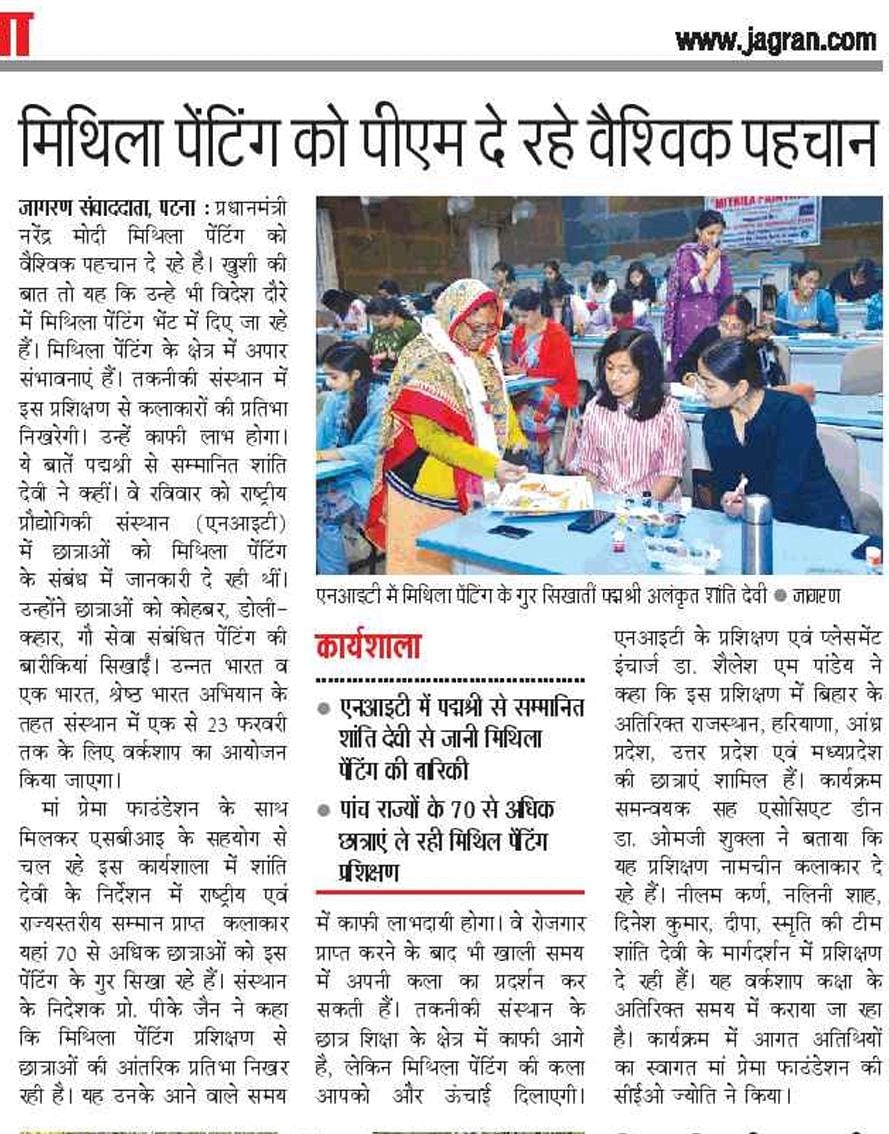 www.jagran.com
मिथिला पेंटिंग को पीएम दे रहे वैश्विक पहचान
जागरण संवाददाता, पटना : प्रधानमंत्री
नरेंद्र मोदी मिथिला पेंटिंग को
वैश्विक पहचान दे रहे है। खुशी की
बात तो यह कि उन्हे भी विदेश दौरे
में मिथिला पेंटिंग भेंट में दिए जा रहे
हैं। मिथिला पेंटिंग के क्षेत्र में अपार
संभावनाएं हैं। तकनीकी संस्थान में
इस प्रशिक्षण से कलाकारों की प्रतिभा
निखरेगी। उन्हें काफी लाभ होगा।
ये बातें पद्मश्री से सम्मानित शांति
देवी ने कहीं। वे रविवार को राष्ट्रीय
प्रौद्योगिकी संस्थान (एनआइटी)
में छात्राओं को मिथिला पेंटिंग
के संबंध में जानकारी दे रही थीं।
उन्होंने छात्राओं को कोहबर, डोली-
कहार, गौ सेवा संबंधित पेंटिंग की
बारीकियां सिखाईं। उन्नत भारत व
एक भारत, श्रेष्ठ भारत अभियान के
तहत संस्थान में एक से 23 फरवरी
तक के लिए वर्कशाप का आयोजन
किया जाएगा।
मां प्रेमा फाउंडेशन के साथ
मिलकर एसबीआइ के सहयोग से
चल रहे इस कार्यशाला में शांति
देवी के निर्देशन में राष्ट्रीय एवं
राज्यस्तरीय सम्मान प्राप्त कलाकार
यहां 70 से अधिक छात्राओं को इस
पेंटिंग के गुर सिखा रहे हैं। संस्थान
के निदेशक प्रो. पीके जैन ने कहा
कि मिथिला पेंटिंग प्रशिक्षण से
छात्राओं की आंतरिक प्रतिभा निखर
रही है। यह उनके आने वाले समय
MITHILA PAINTING
एनआइटी में मिथिला पेंटिंग के गुर सिखातीं पद्मश्री अलंकृत शांति देवी ● जागरण
कार्यशाला
● एनआइटी में पद्मश्री से सम्मानित
शांति देवी से जानी मिथिला
पेंटिंग की बारिकी
● पांच राज्यों के 70 से अधिक
छात्राएं ले रही मिथिल पेंटिंग
प्रशिक्षण
में काफी लाभदायी होगा। वे रोजगार
प्राप्त करने के बाद भी खाली समय
में अपनी कला का प्रदर्शन कर
सकती हैं। तकनीकी संस्थान के
छात्र शिक्षा के क्षेत्र में काफी आगे
है, लेकिन मिथिला पेंटिंग की कला
आपको और ऊंचाई दिलाएगी।
एनआइटी के प्रशिक्षण एवं प्लेसमेंट
इंचार्ज डा. शैलेश एम पांडेय ने
कहा कि इस प्रशिक्षण में बिहार के
अतिरिक्त राजस्थान, हरियाणा, आंध्र
प्रदेश, उत्तर प्रदेश एवं मध्यप्रदेश
की छात्राएं शामिल हैं। कार्यक्रम
समन्वयक सह एसोसिएट डीन
डा. ओमजी शुक्ला ने बताया कि
यह प्रशिक्षण नामचीन कलाकार दे
रहे हैं। नीलम कर्ण, नलिनी शाह,
दिनेश कुमार, दीपा, स्मृति की टीम
शांति देवी के मार्गदर्शन में प्रशिक्षण
दे रही हैं। यह वर्कशाप कक्षा के
अतिरिक्त समय में कराया जा रहा
है। कार्यक्रम में आगत अतिथियों
का स्वागत मां प्रेमा फाउंडेशन की
सीईओ ज्योति ने किया।